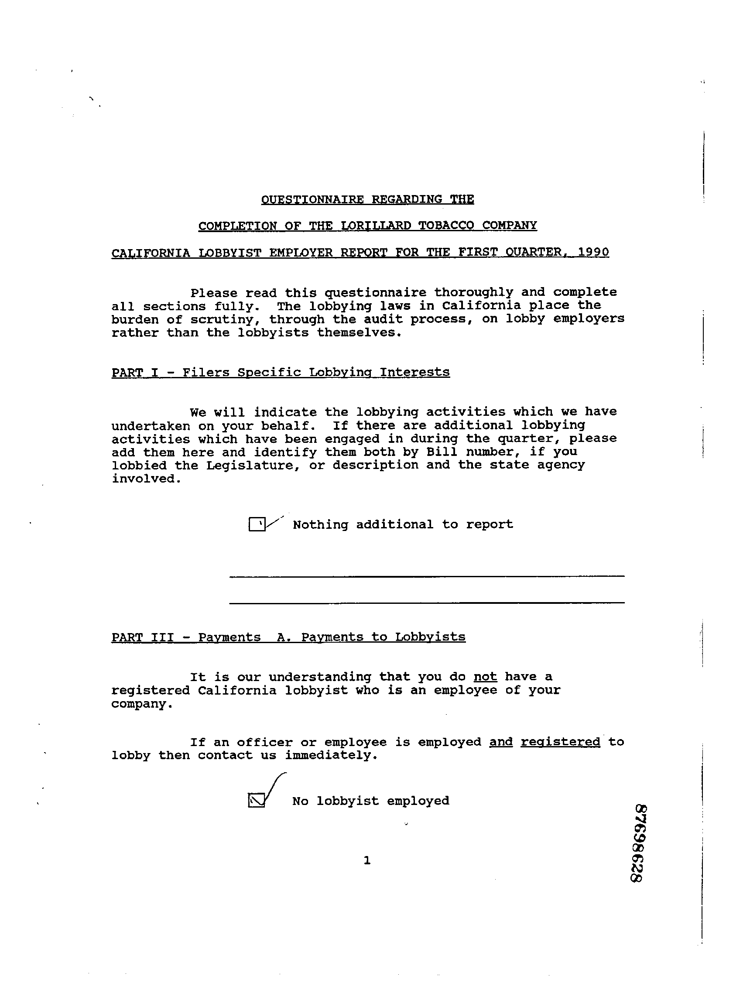 QUESTIONNAIRE REGARDING THE
COMPLETION OF THE LORILLARD TOBACCO COMPANY
CALIFORNIA LOBBYIST EMPLOYER REPORT FOR THE FIRST QUARTER, 1990
Please read this questionnaire thoroughly and complete
all sections fully. The lobbying laws in California place the
burden of scrutiny, through the audit process, on lobby employers
rather than the lobbyists themselves.
PART I - Filers Specific Lobbying Interests
We will indicate the lobbying activities which we have
undertaken on your behalf. If there are additional lobbying
activities which have been engaged in during the quarter, please
add them here and identify them both by Bill number, if you
lobbied the Legislature, or description and the state agency
involved.
Nothing additional to report
PART III - Payments A. Payments to Lobbyists
It is our understanding that you do not have a
registered California lobbyist who is an employee of your
company.
If an officer or employee is employed and registered to
lobby then contact us immediately.
No lobbyist employed
1
87698628